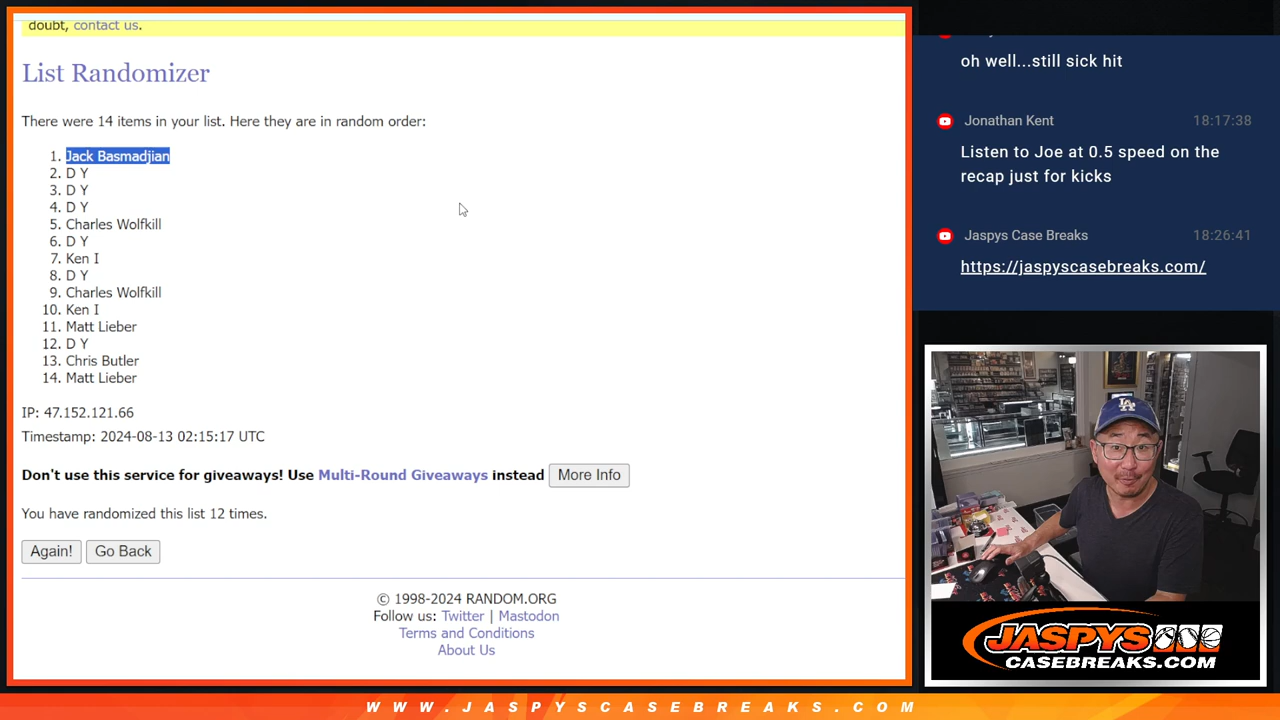 doubt, contact us.
List Randomizer
There were 14 items in your list. Here they are in random order:
1. Jack Basmadjian
2. D Y
3. D Y
4. D Y
5. Charles Wolfkill
6. D Y
7. Ken I
8. D Y
9. Charles Wolfkill
10. Ken I
11. Matt Lieber
12. D Y
13. Chris Butler
14. Matt Lieber
IP: 47.152.121.66
Timestamp: 2024-08-13 02:15:17 UTC
Don't use this service for giveaways! Use Multi-Round Giveaways instead More Info
You have randomized this list 12 times.
Again! Go Back
© 1998-2024 RANDOM.ORG
Follow us: Twitter | Mastodon
Terms and Conditions
About Us
oh well...still sick hit
Jonathan Kent 18:17:38
Listen to Joe at 0.5 speed on the
recap just for kicks
Jaspys Case Breaks 18:26:41
https://jaspyscasebreaks.com/
LA
JASPYS
CASEBREAKS.COM
WWW.JASPYSCASEBREAKS.COM